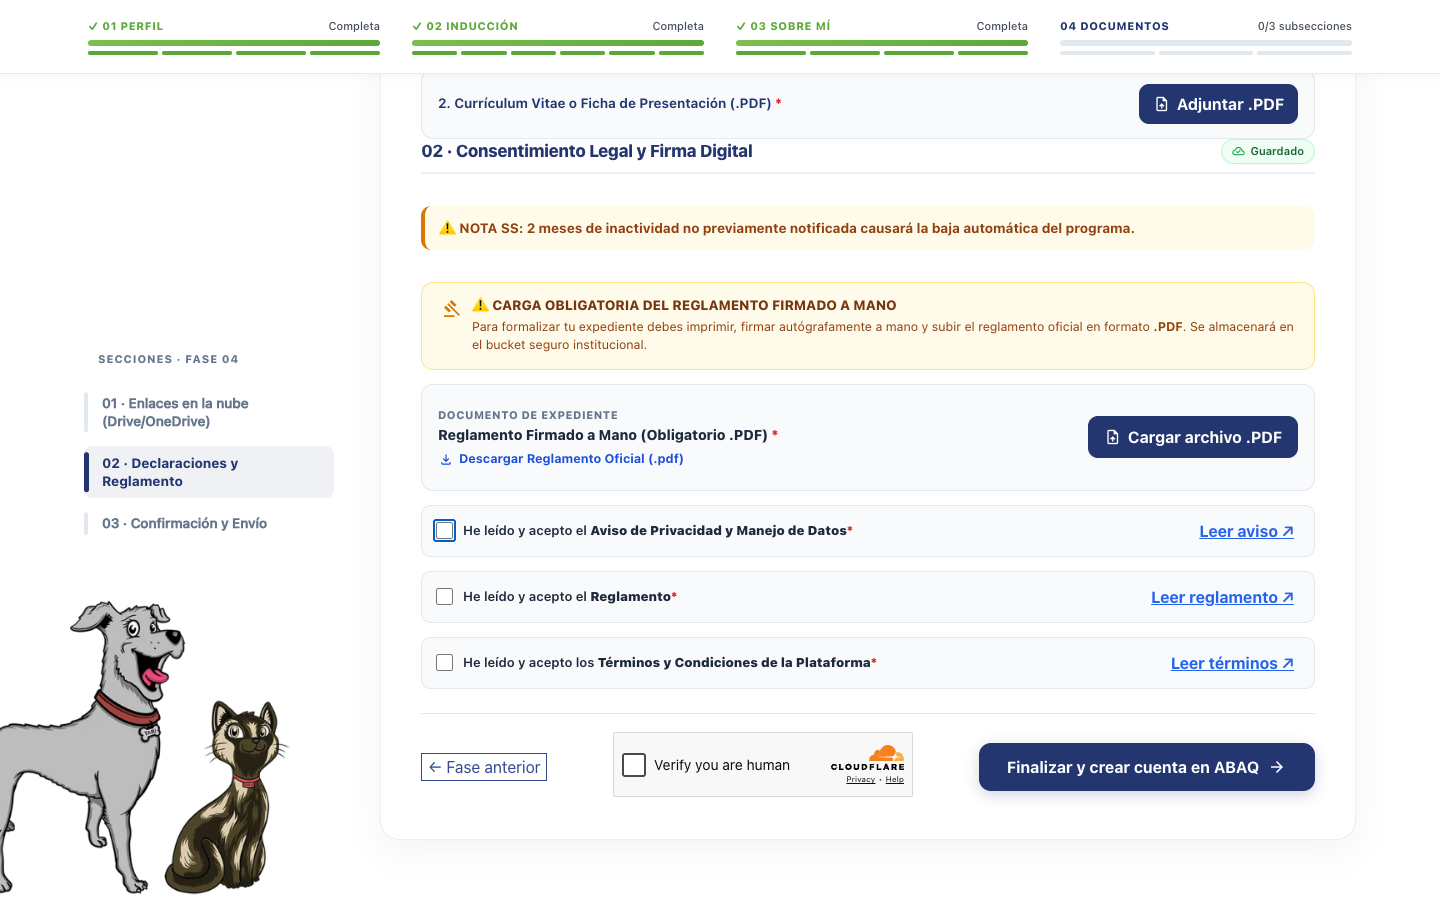 ✓ 01 PERFIL Completa
✓ 02 INDUCCIÓN Completa
✓ 03 SOBRE MÍ Completa
04 DOCUMENTOS 0/3 subsecciones
2. Currículum Vitae o Ficha de Presentación (.PDF) *
Adjuntar .PDF
02 · Consentimiento Legal y Firma Digital
Guardado
⚠️ NOTA SS: 2 meses de inactividad no previamente notificada causará la baja automática del programa.
⚠️ CARGA OBLIGATORIA DEL REGLAMENTO FIRMADO A MANO
Para formalizar tu expediente debes imprimir, firmar autógrafamente a mano y subir el reglamento oficial en formato .PDF. Se almacenará en
el bucket seguro institucional.
SECCIONES · FASE 04
01 · Enlaces en la nube
(Drive/OneDrive)
02 · Declaraciones y
Reglamento
03 · Confirmación y Envío
DOCUMENTO DE EXPEDIENTE
Reglamento Firmado a Mano (Obligatorio .PDF) *
Descargar Reglamento Oficial (.pdf)
Cargar archivo .PDF
He leído y acepto el Aviso de Privacidad y Manejo de Datos*
Leer aviso ↗
He leído y acepto el Reglamento*
Leer reglamento ↗
He leído y acepto los Términos y Condiciones de la Plataforma*
Leer términos ↗
← Fase anterior
Verify you are human
CLOUDFLARE
Privacy · Help
Finalizar y crear cuenta en ABAQ →